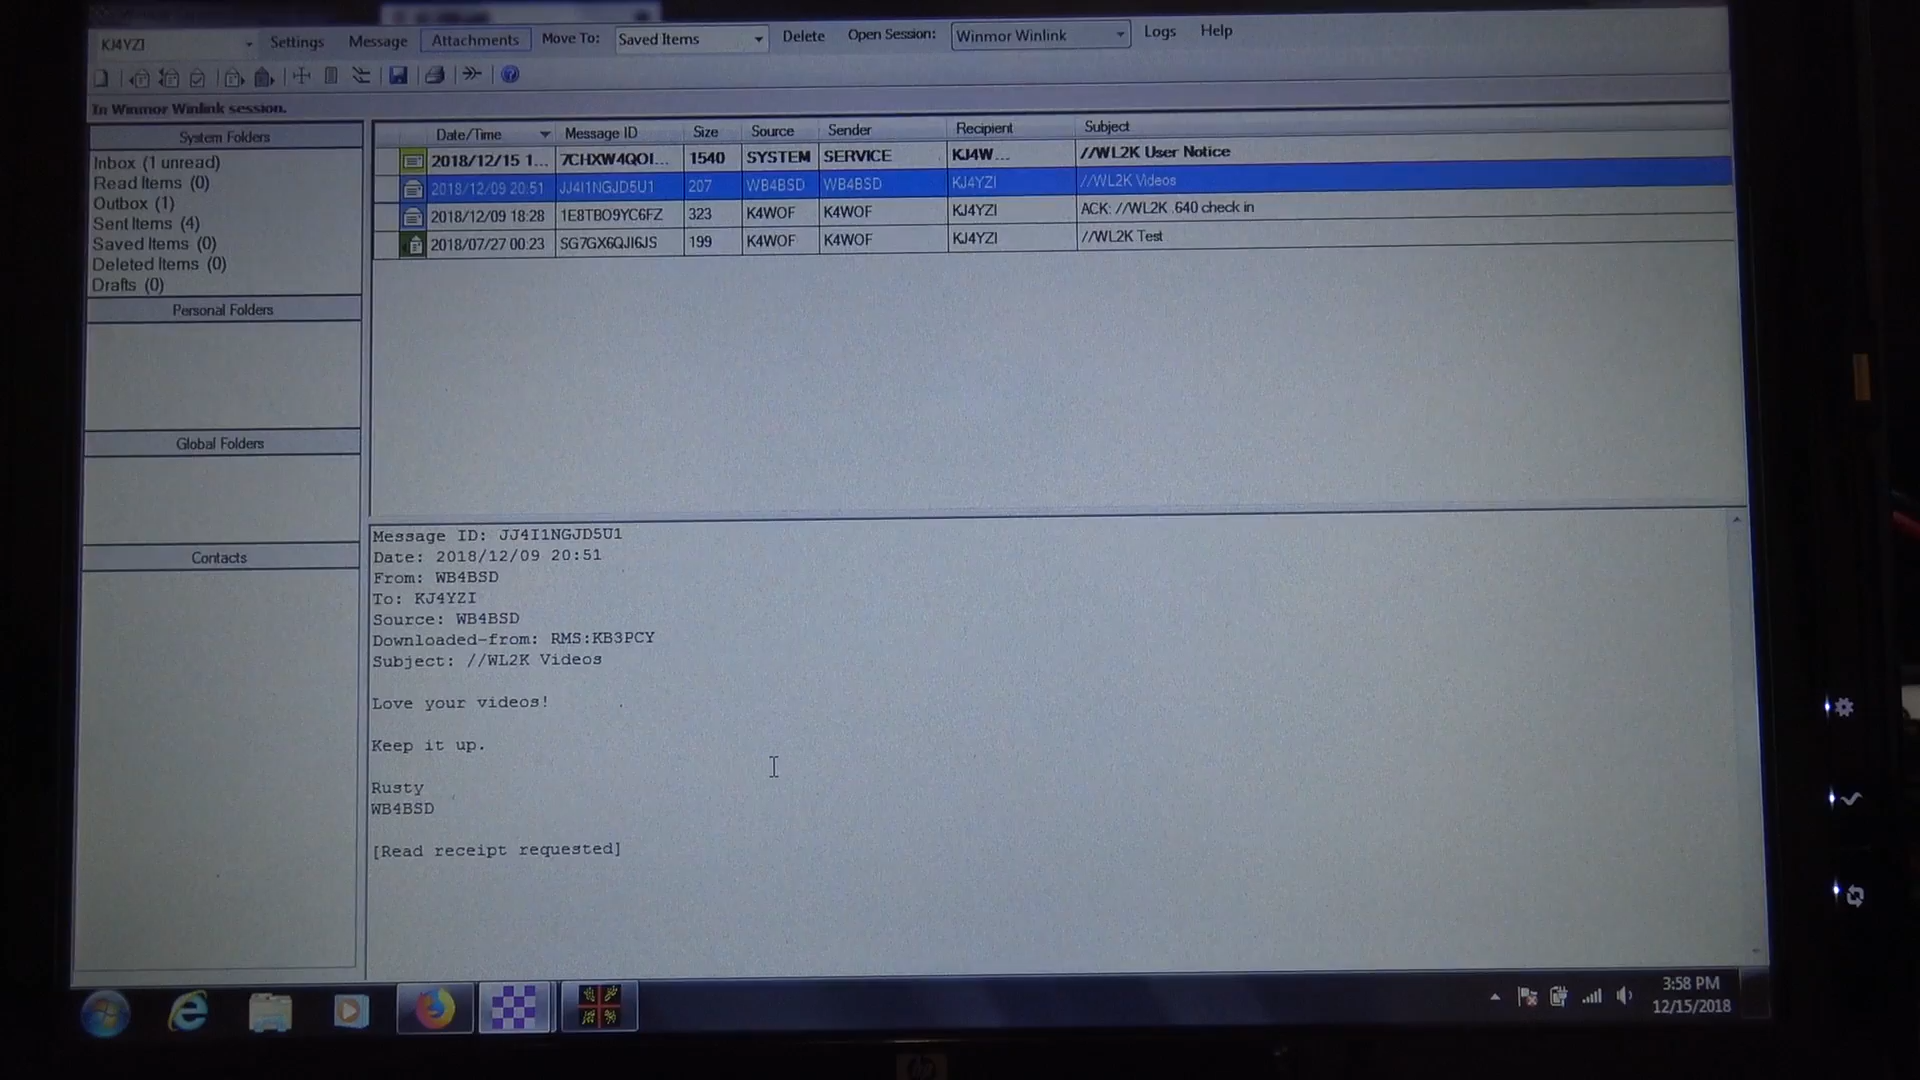 KJ4YZI Settings Message Attachments Move To: Saved Items Delete Open Session: Winmor Winlink Logs Help
In Winmor Winlink session.
System Folders
Inbox (1 unread)
Read Items (0)
Outbox (1)
Sent Items (4)
Saved Items (0)
Deleted Items (0)
Drafts (0)
Personal Folders
Global Folders
Contacts
Date/Time Message ID Size Source Sender Recipient Subject
2018/12/15 1... 7CHXW4QOI... 1540 SYSTEM SERVICE KJ4W... //WL2K User Notice
2018/12/09 20:51 JJ4I1NGJD5U1 207 WB4BSD WB4BSD KJ4YZI //WL2K Videos
2018/12/09 18:28 1E8TBO9YC6FZ 323 K4WOF K4WOF KJ4YZI ACK: //WL2K .640 check in
2018/07/27 00:23 SG7GX6QJI6JS 199 K4WOF K4WOF KJ4YZI //WL2K Test
Message ID: JJ4I1NGJD5U1
Date: 2018/12/09 20:51
From: WB4BSD
To: KJ4YZI
Source: WB4BSD
Downloaded-from: RMS:KB3PCY
Subject: //WL2K Videos
Love your videos!
Keep it up.
Rusty
WB4BSD
[Read receipt requested]
3:58 PM
12/15/2018
hp